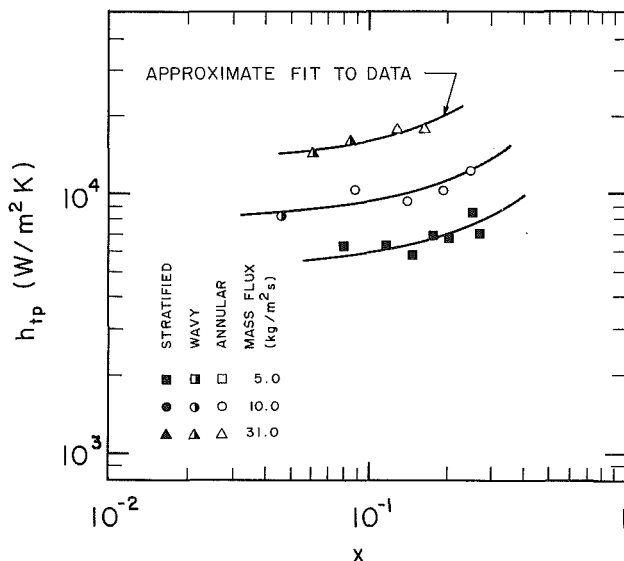 APPROXIMATE FIT TO DATA
h_tp (W/m²K)
10⁴
10³
STRATIFIED
WAVY
ANNULAR
MASS FLUX
(kg/m²s)
5.0
10.0
31.0
10⁻²
10⁻¹
X